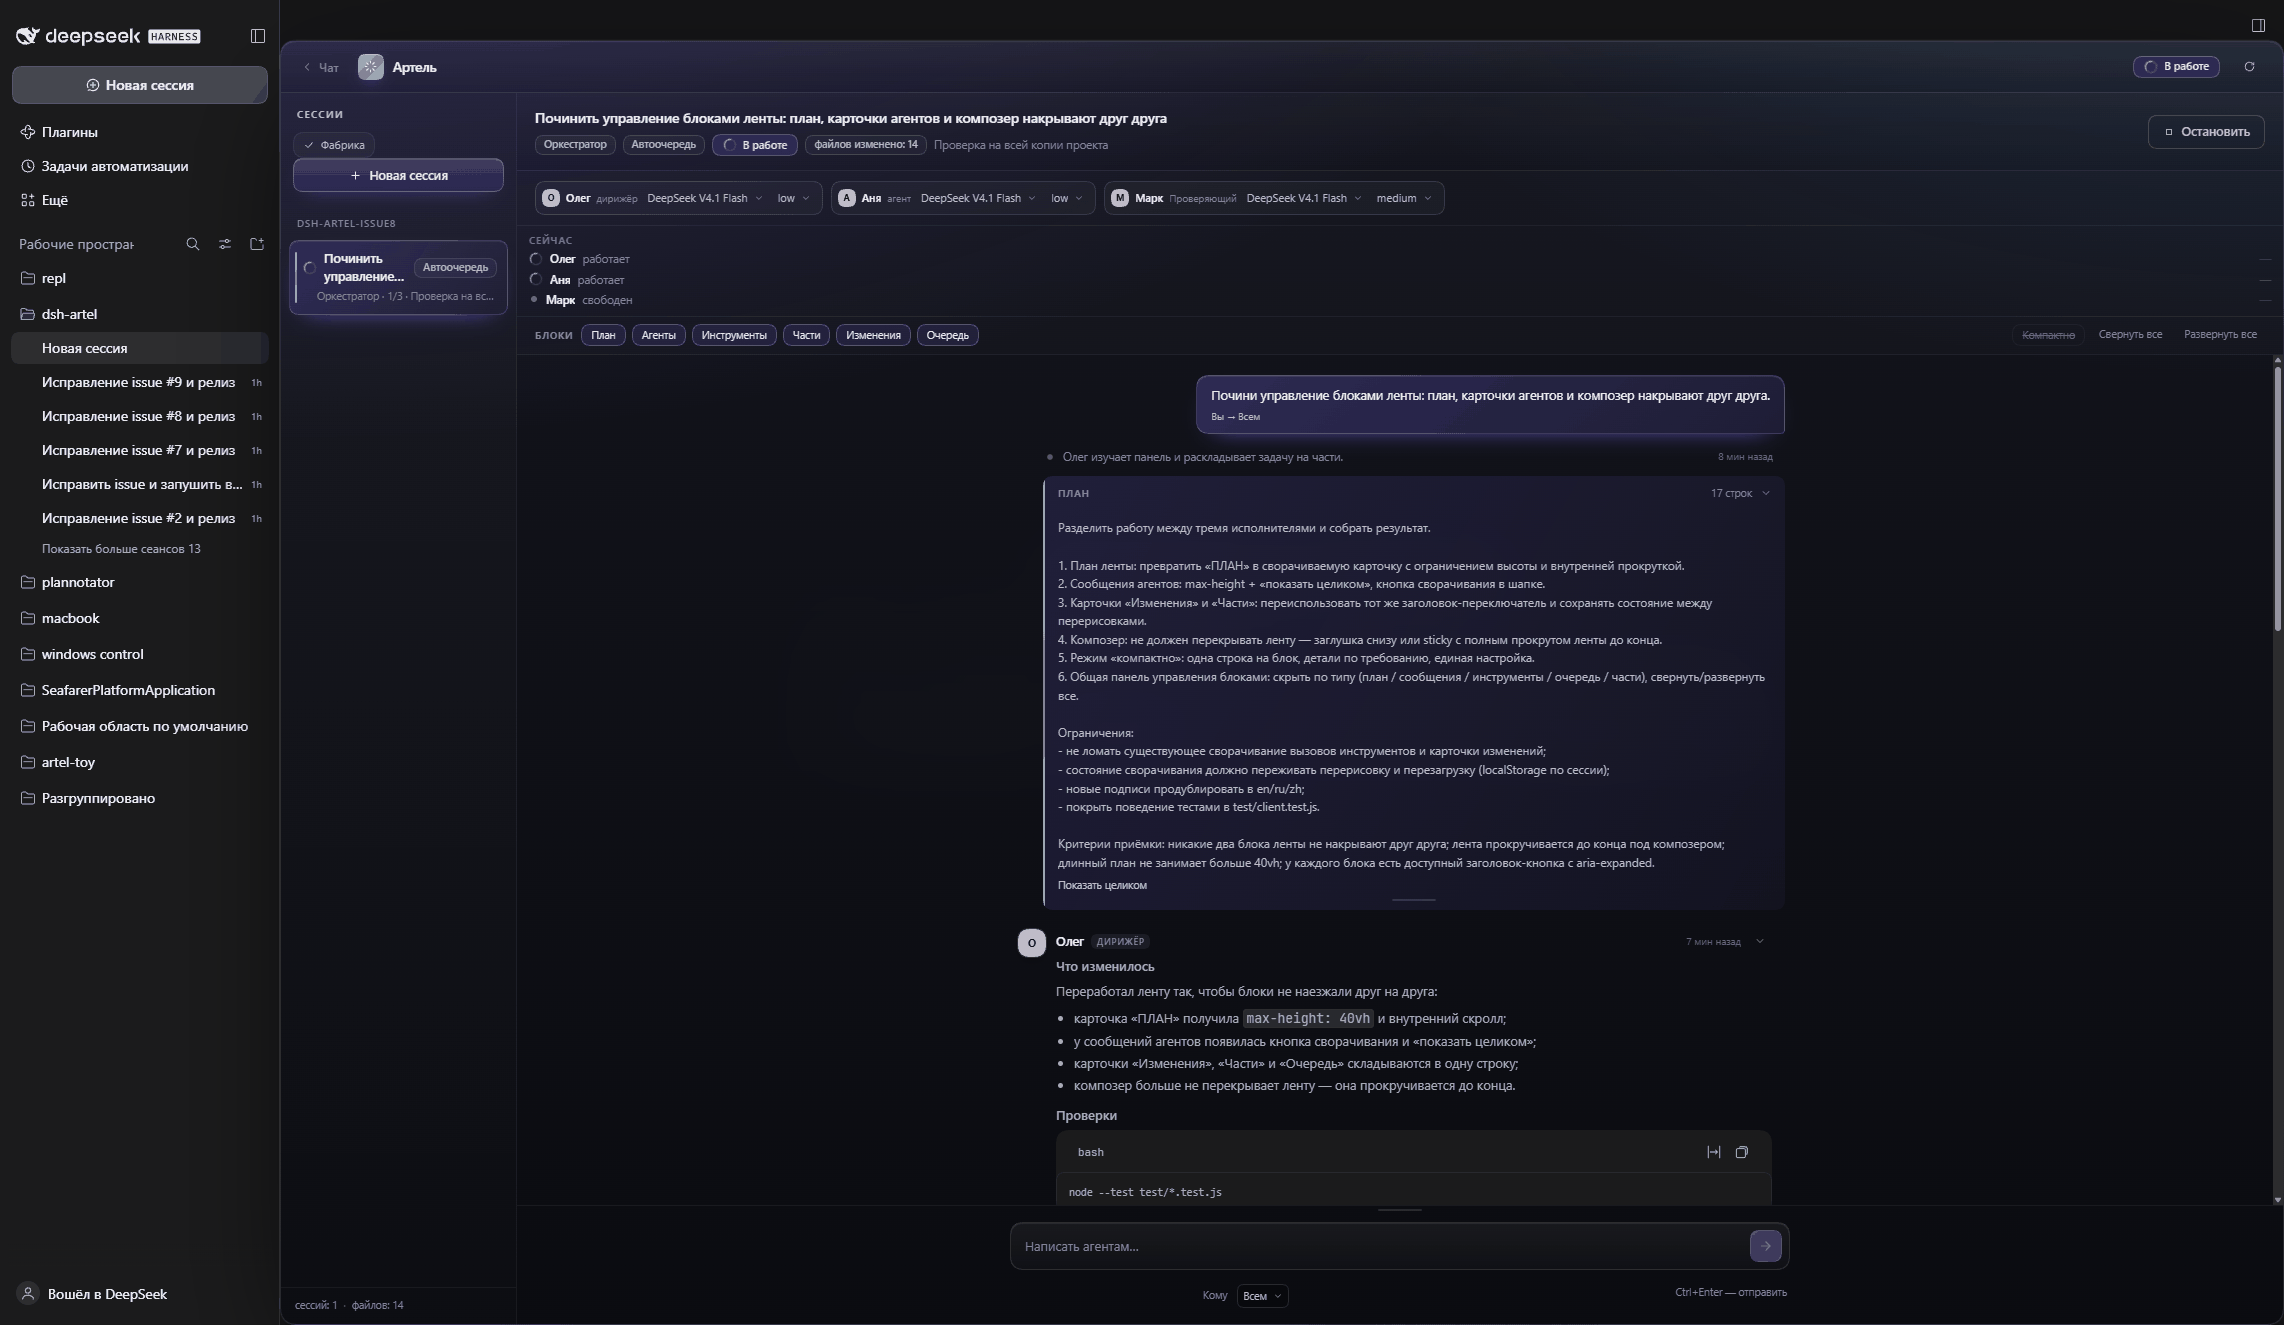 deepseek HARNESS
Новая сессия
Плагины
Задачи автоматизации
Ещё
Рабочие простран
repl
dsh-artel
Новая сессия
Исправление issue #9 и релиз 1h
Исправление issue #8 и релиз 1h
Исправление issue #7 и релиз 1h
Исправить issue и запушить в... 1h
Исправление issue #2 и релиз 1h
Показать больше сеансов 13
plannotator
macbook
windows control
SeafarerPlatformApplication
Рабочая область по умолчанию
artel-toy
Разгруппировано
Вошёл в DeepSeek
Чат
Артель
В работе
СЕССИИ
Фабрика
+ Новая сессия
DSH-ARTEL-ISSUE8
Починить управление...
Автоочередь
Оркестратор · 1/3 · Проверка на вс...
сессий: 1 · файлов: 14
Починить управление блоками ленты: план, карточки агентов и композер накрывают друг друга
Оркестратор Автоочередь В работе файлов изменено: 14 Проверка на всей копии проекта
Остановить
О Олег дирижёр DeepSeek V4.1 Flash low
А Аня агент DeepSeek V4.1 Flash low
М Марк Проверяющий DeepSeek V4.1 Flash medium
СЕЙЧАС
Олег работает —
Аня работает —
Марк свободен —
БЛОКИ План Агенты Инструменты Части Изменения Очередь
Компактно Свернуть все Развернуть все
Почини управление блоками ленты: план, карточки агентов и композер накрывают друг друга.
Вы → Всем
Олег изучает панель и раскладывает задачу на части. 8 мин назад
ПЛАН 17 строк
Разделить работу между тремя исполнителями и собрать результат.
1. План ленты: превратить «ПЛАН» в сворачиваемую карточку с ограничением высоты и внутренней прокруткой.
2. Сообщения агентов: max-height + «показать целиком», кнопка сворачивания в шапке.
3. Карточки «Изменения» и «Части»: переиспользовать тот же заголовок-переключатель и сохранять состояние между
перерисовками.
4. Композер: не должен перекрывать ленту — заглушка снизу или sticky с полным прокрутом ленты до конца.
5. Режим «компактно»: одна строка на блок, детали по требованию, единая настройка.
6. Общая панель управления блоками: скрыть по типу (план / сообщения / инструменты / очередь / части), свернуть/развернуть
все.
Ограничения:
- не ломать существующее сворачивание вызовов инструментов и карточки изменений;
- состояние сворачивания должно переживать перерисовку и перезагрузку (localStorage по сессии);
- новые подписи продублировать в en/ru/zh;
- покрыть поведение тестами в test/client.test.js.
Критерии приёмки: никакие два блока ленты не накрывают друг друга; лента прокручивается до конца под композером;
длинный план не занимает больше 40vh; у каждого блока есть доступный заголовок-кнопка с aria-expanded.
Показать целиком
О Олег ДИРИЖЁР 7 мин назад
Что изменилось
Переработал ленту так, чтобы блоки не наезжали друг на друга:
• карточка «ПЛАН» получила max-height: 40vh и внутренний скролл;
• у сообщений агентов появилась кнопка сворачивания и «показать целиком»;
• карточки «Изменения», «Части» и «Очередь» складываются в одну строку;
• композер больше не перекрывает ленту — она прокручивается до конца.
Проверки
bash
node --test test/*.test.js
Написать агентам...
Кому Всем
Ctrl+Enter — отправить